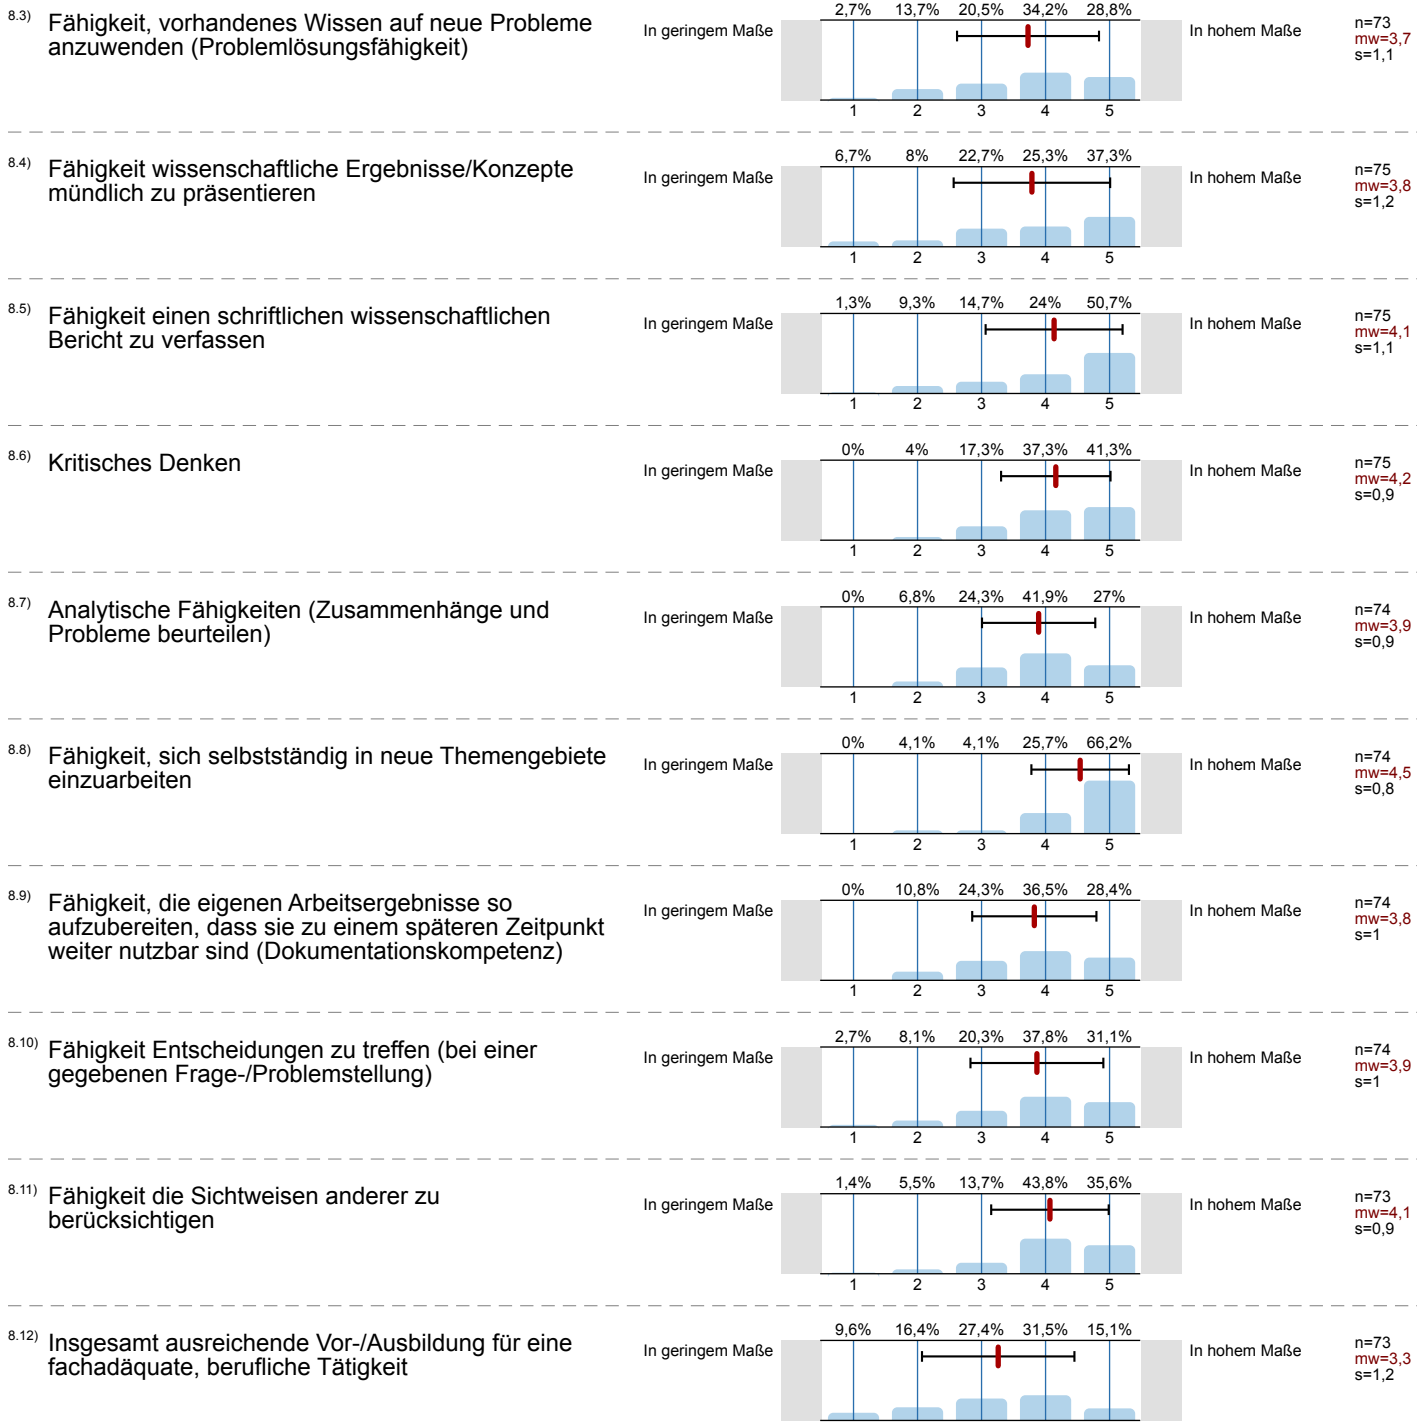 8.3) Fähigkeit, vorhandenes Wissen auf neue Probleme
anzuwenden (Problemlösungsfähigkeit)
In geringem Maße
2,7% 13,7% 20,5% 34,2% 28,8%
1 2 3 4 5
In hohem Maße
n=73
mw=3,7
s=1,1
8.4) Fähigkeit wissenschaftliche Ergebnisse/Konzepte
mündlich zu präsentieren
In geringem Maße
6,7% 8% 22,7% 25,3% 37,3%
1 2 3 4 5
In hohem Maße
n=75
mw=3,8
s=1,2
8.5) Fähigkeit einen schriftlichen wissenschaftlichen
Bericht zu verfassen
In geringem Maße
1,3% 9,3% 14,7% 24% 50,7%
1 2 3 4 5
In hohem Maße
n=75
mw=4,1
s=1,1
8.6) Kritisches Denken
In geringem Maße
0% 4% 17,3% 37,3% 41,3%
1 2 3 4 5
In hohem Maße
n=75
mw=4,2
s=0,9
8.7) Analytische Fähigkeiten (Zusammenhänge und
Probleme beurteilen)
In geringem Maße
0% 6,8% 24,3% 41,9% 27%
1 2 3 4 5
In hohem Maße
n=74
mw=3,9
s=0,9
8.8) Fähigkeit, sich selbstständig in neue Themengebiete
einzuarbeiten
In geringem Maße
0% 4,1% 4,1% 25,7% 66,2%
1 2 3 4 5
In hohem Maße
n=74
mw=4,5
s=0,8
8.9) Fähigkeit, die eigenen Arbeitsergebnisse so
aufzubereiten, dass sie zu einem späteren Zeitpunkt
weiter nutzbar sind (Dokumentationskompetenz)
In geringem Maße
0% 10,8% 24,3% 36,5% 28,4%
1 2 3 4 5
In hohem Maße
n=74
mw=3,8
s=1
8.10) Fähigkeit Entscheidungen zu treffen (bei einer
gegebenen Frage-/Problemstellung)
In geringem Maße
2,7% 8,1% 20,3% 37,8% 31,1%
1 2 3 4 5
In hohem Maße
n=74
mw=3,9
s=1
8.11) Fähigkeit die Sichtweisen anderer zu
berücksichtigen
In geringem Maße
1,4% 5,5% 13,7% 43,8% 35,6%
1 2 3 4 5
In hohem Maße
n=73
mw=4,1
s=0,9
8.12) Insgesamt ausreichende Vor-/Ausbildung für eine
fachadäquate, berufliche Tätigkeit
In geringem Maße
9,6% 16,4% 27,4% 31,5% 15,1%
In hohem Maße
n=73
mw=3,3
s=1,2